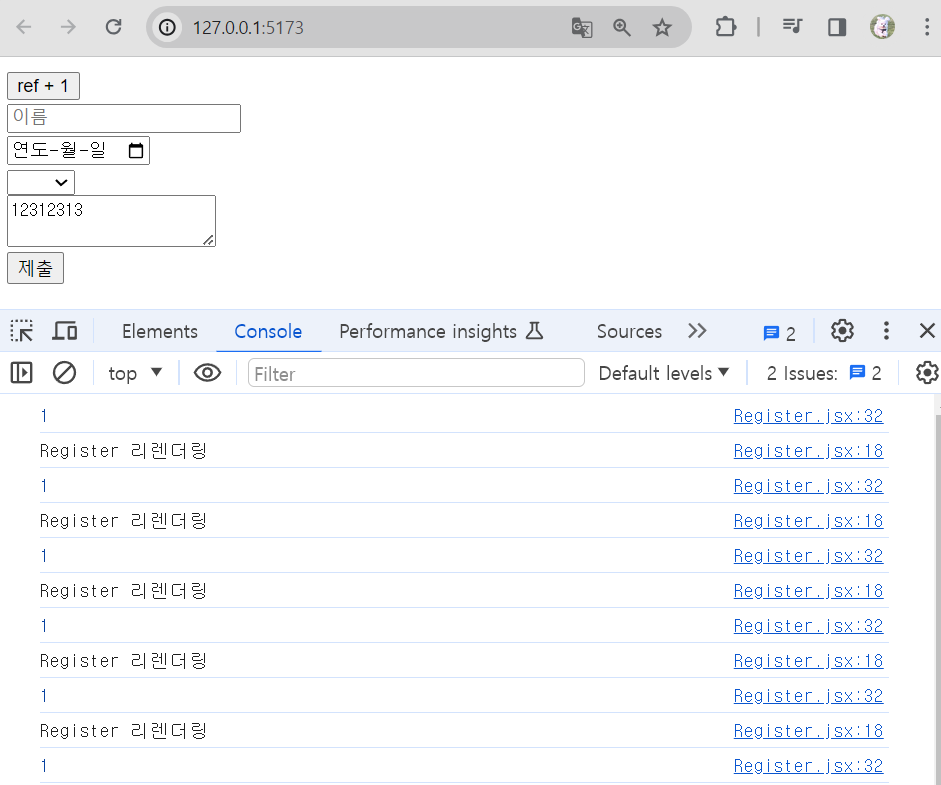 127.0.0.1:5173
ref + 1
이름
연도-월-일
12312313
제출
Elements Console Performance insights Sources 2
top Filter Default levels 2 Issues: 2
1 Register.jsx:32
Register 리렌더링 Register.jsx:18
1 Register.jsx:32
Register 리렌더링 Register.jsx:18
1 Register.jsx:32
Register 리렌더링 Register.jsx:18
1 Register.jsx:32
Register 리렌더링 Register.jsx:18
1 Register.jsx:32
Register 리렌더링 Register.jsx:18
1 Register.jsx:32